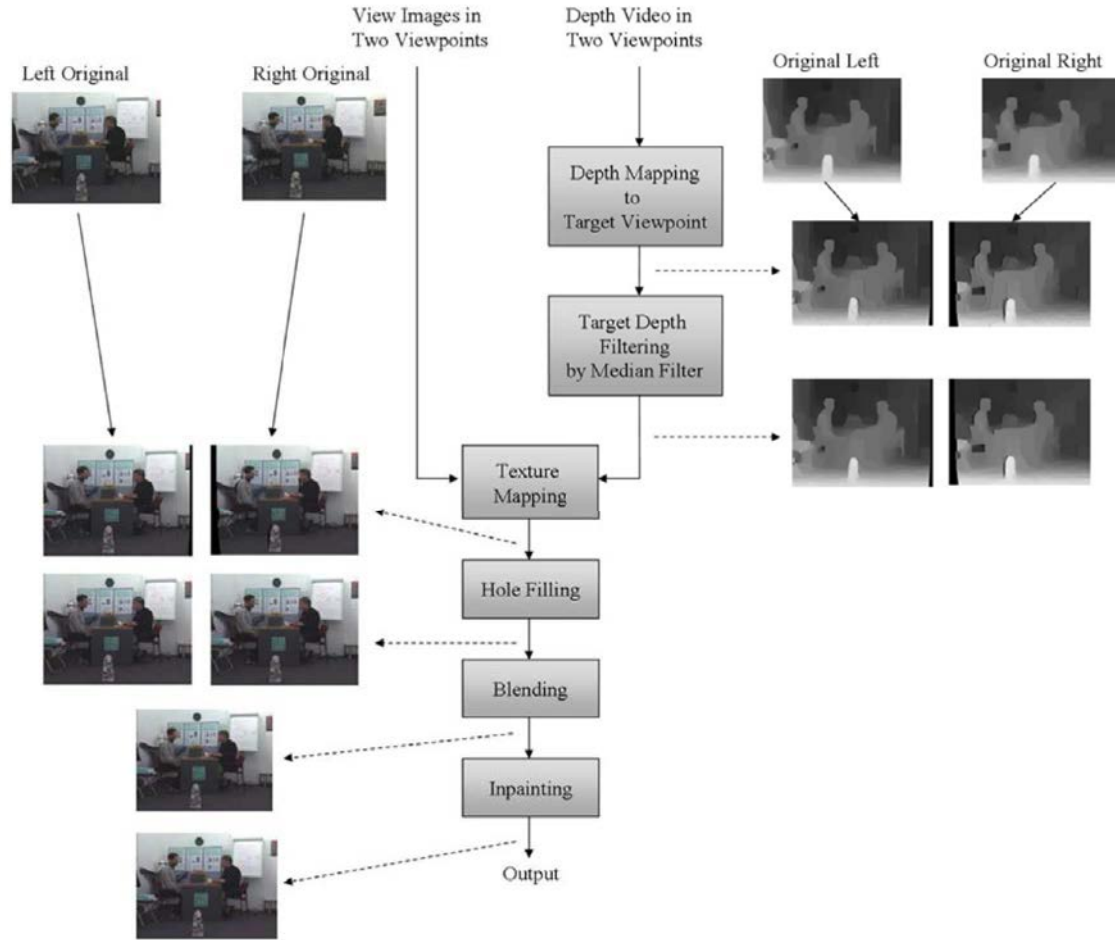 View Images in
Two Viewpoints
Depth Video in
Two Viewpoints
Left Original
Right Original
Original Left
Original Right
Depth Mapping
to
Target Viewpoint
Target Depth
Filtering
by Median Filter
Texture
Mapping
Hole Filling
Blending
Inpainting
Output